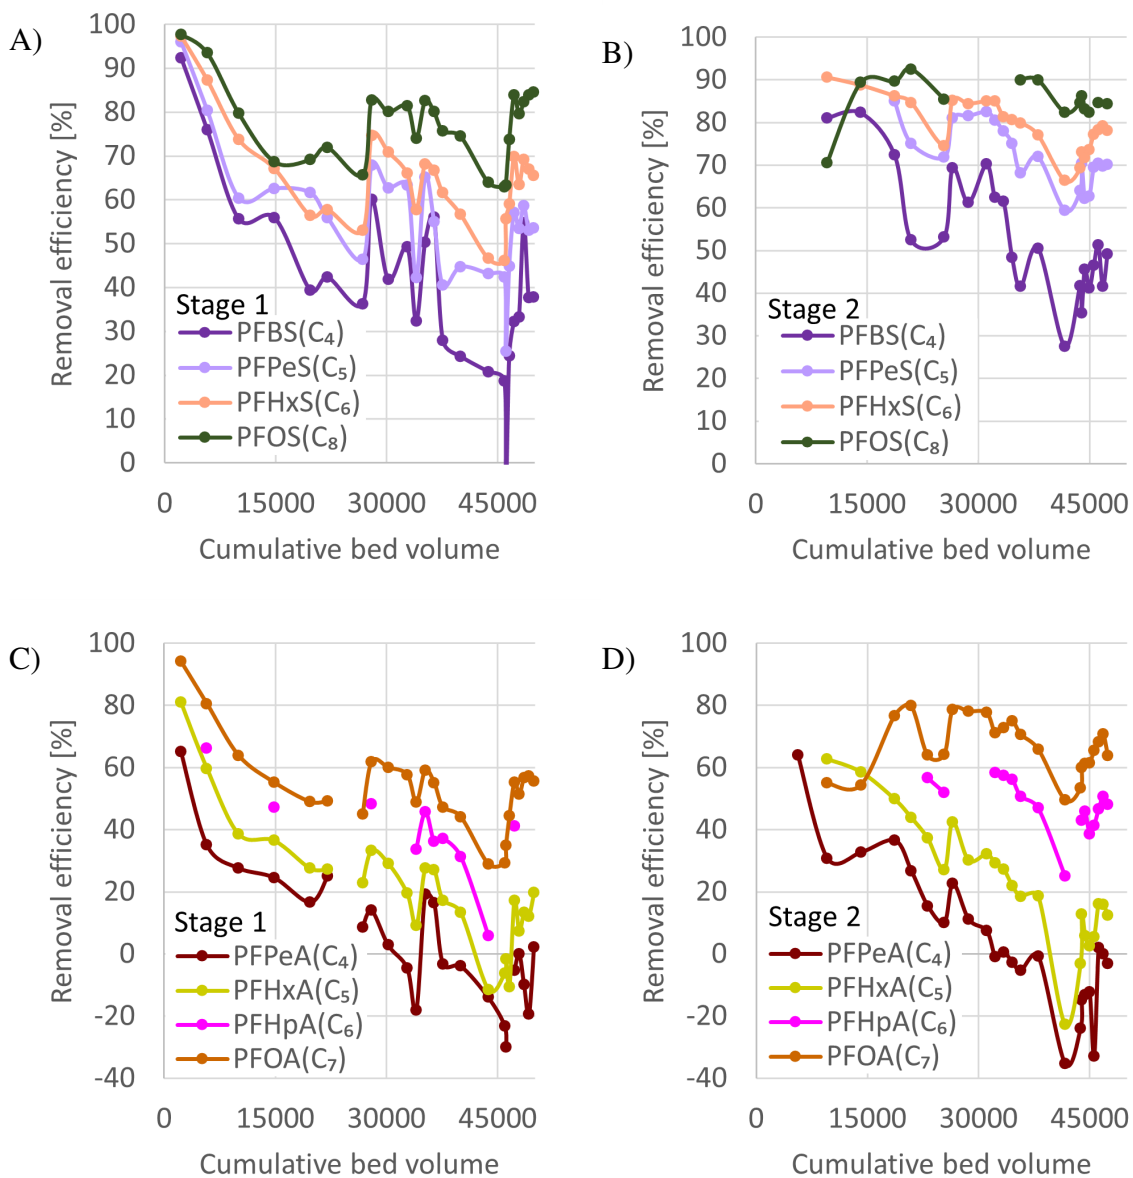 A)
Removal efficiency [%]
100
90
80
70
60
50
40
30
20
10
0
Stage 1
PFBS(C₄)
PFPeS(C₅)
PFHxS(C₆)
PFOS(C₈)
0 15000 30000 45000
Cumulative bed volume
B)
Removal efficiency [%]
100
90
80
70
60
50
40
30
20
10
0
Stage 2
PFBS(C₄)
PFPeS(C₅)
PFHxS(C₆)
PFOS(C₈)
0 15000 30000 45000
Cumulative bed volume
C)
Removal efficiency [%]
100
80
60
40
20
0
-20
-40
Stage 1
PFPeA(C₄)
PFHxA(C₅)
PFHpA(C₆)
PFOA(C₇)
0 15000 30000 45000
Cumulative bed volume
D)
Removal efficiency [%]
100
80
60
40
20
0
-20
-40
Stage 2
PFPeA(C₄)
PFHxA(C₅)
PFHpA(C₆)
PFOA(C₇)
0 15000 30000 45000
Cumulative bed volume